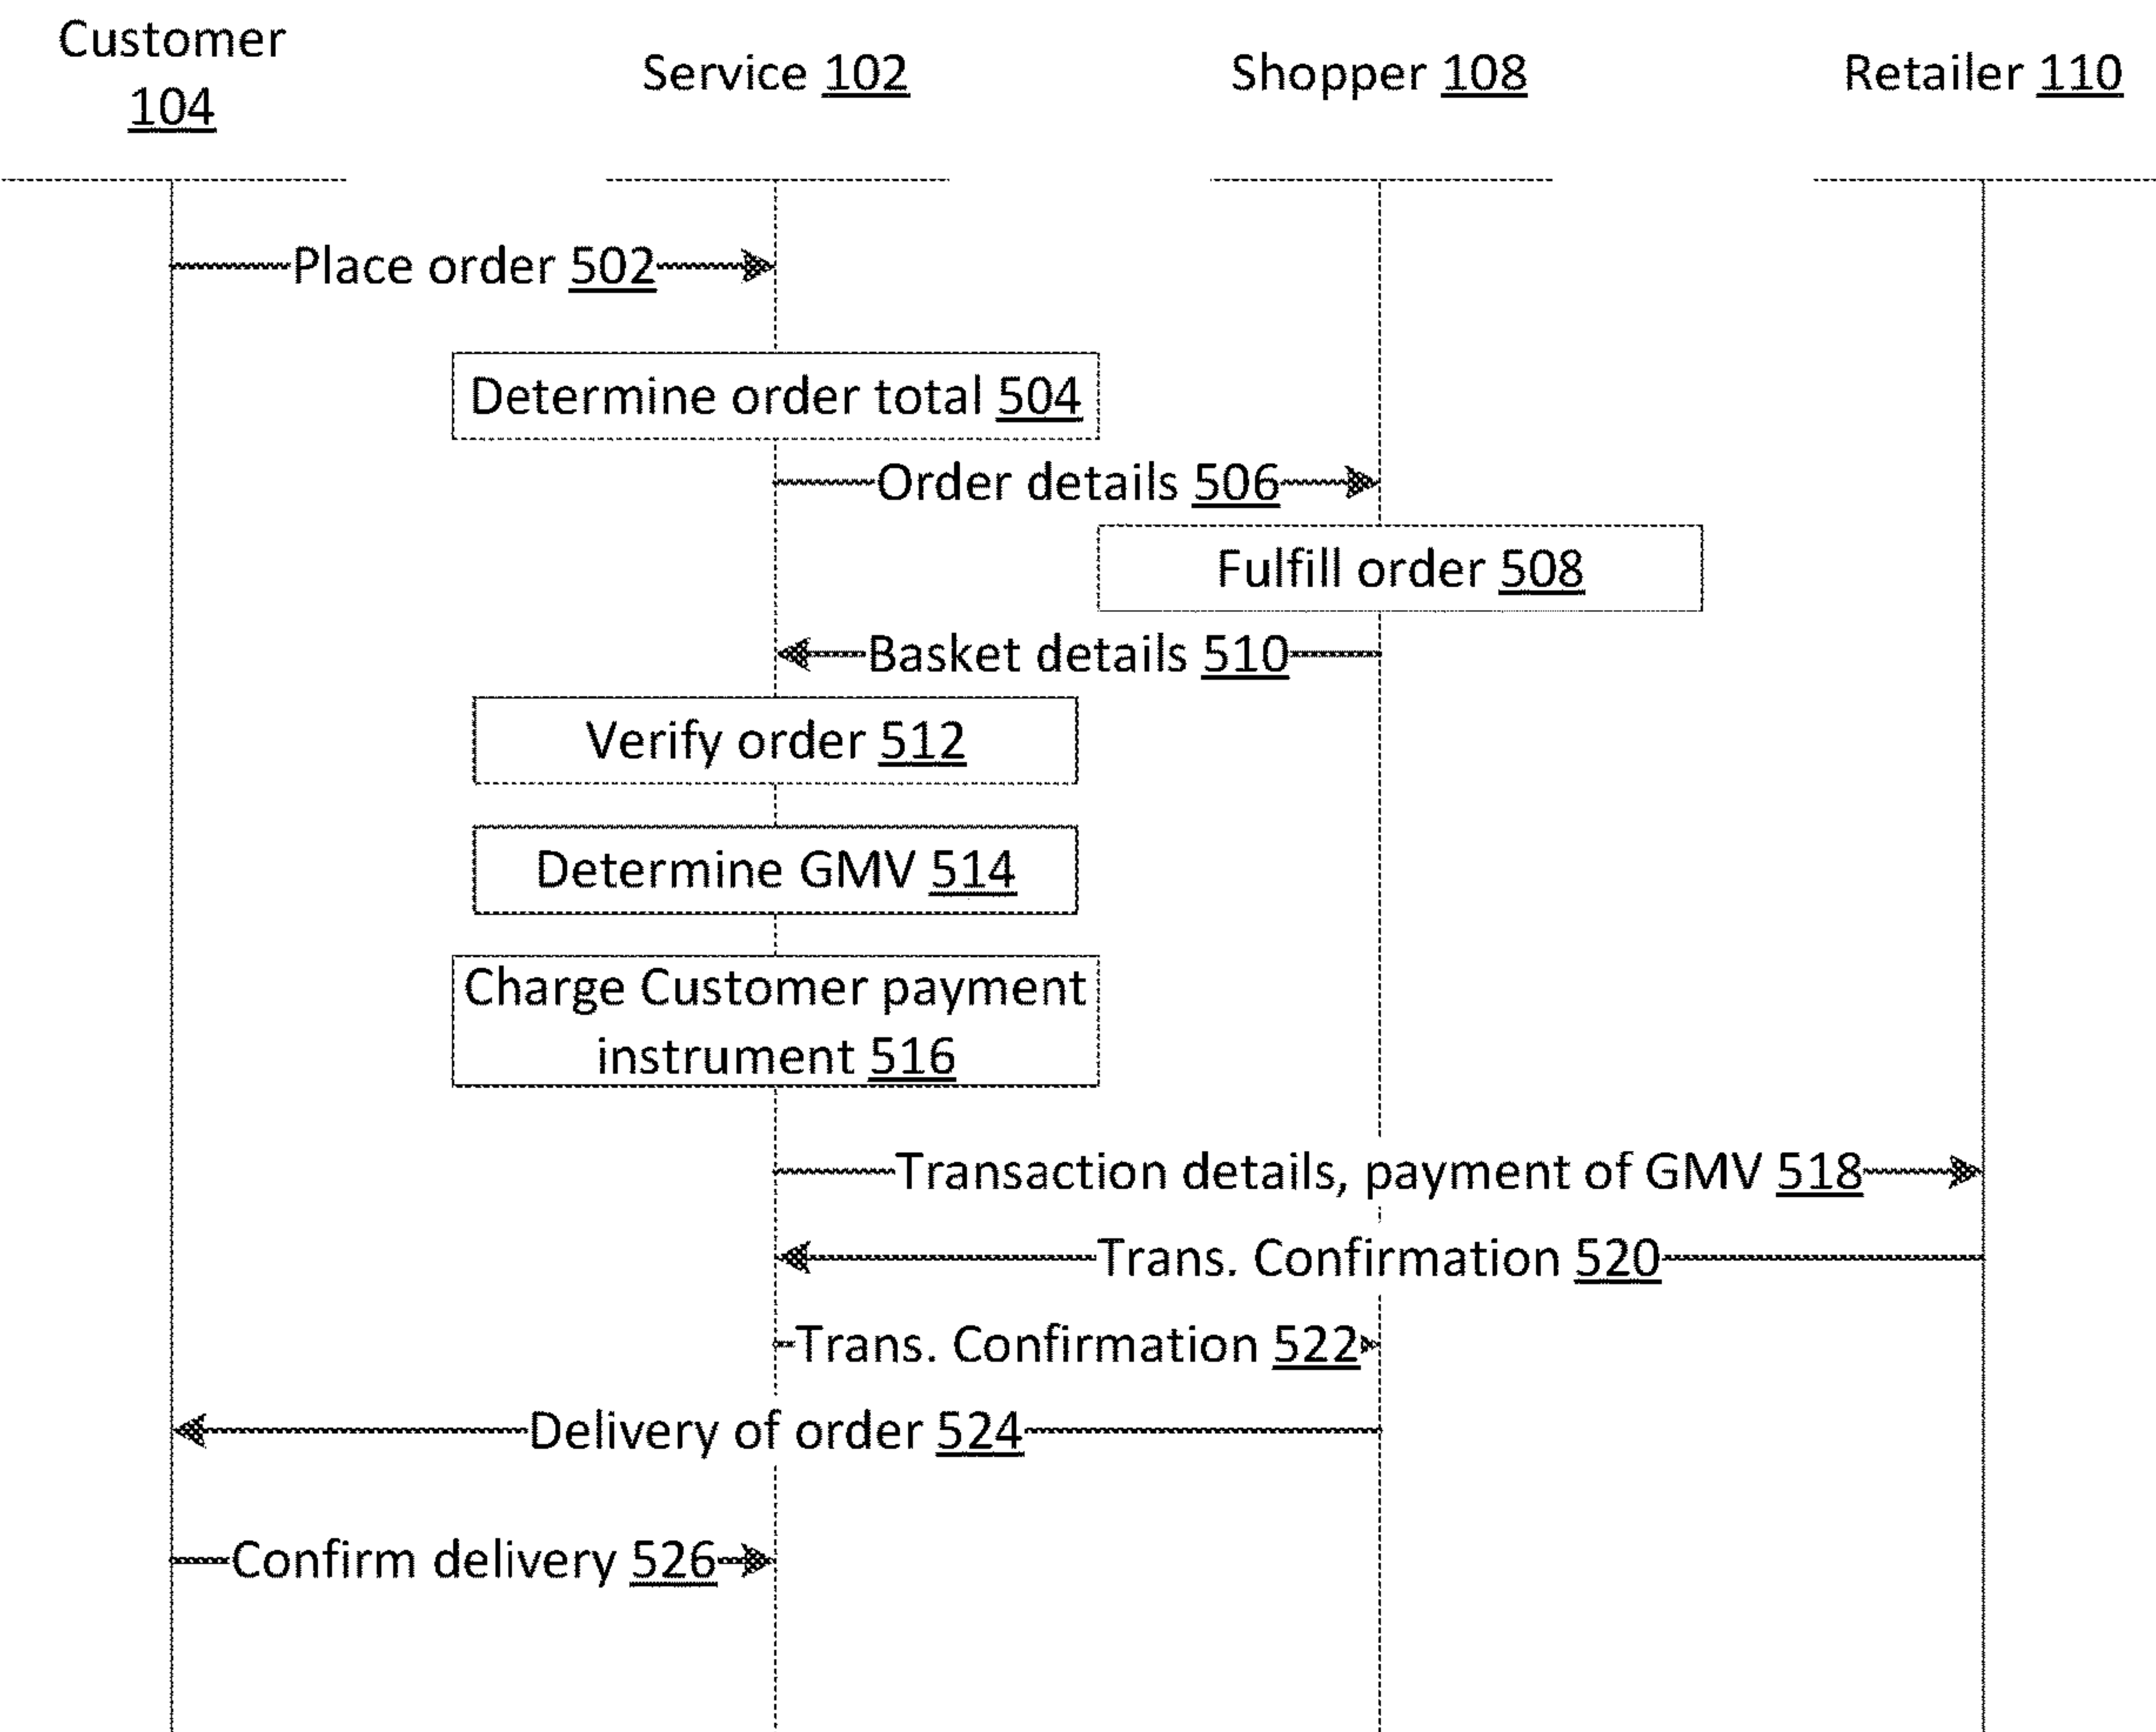 Customer
104
Service 102
Shopper 108
Retailer 110
Place order 502
Determine order total 504
Order details 506
Fulfill order 508
Basket details 510
Verify order 512
Determine GMV 514
Charge Customer payment
instrument 516
Transaction details, payment of GMV 518
Trans. Confirmation 520
Trans. Confirmation 522
Delivery of order 524
Confirm delivery 526